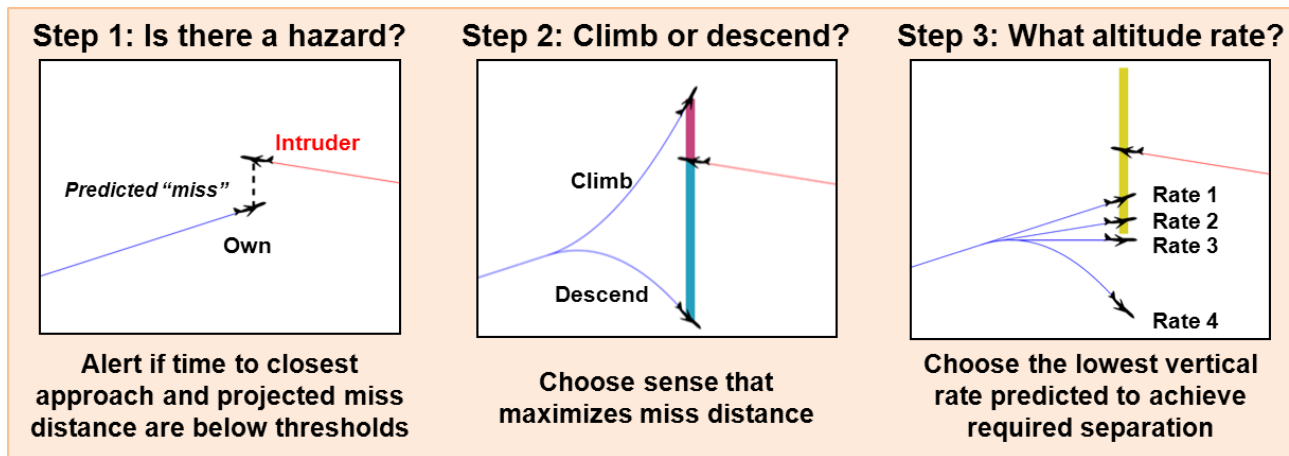 Step 1: Is there a hazard?
Intruder
Predicted “miss”
Own
Alert if time to closest
approach and projected miss
distance are below thresholds
Step 2: Climb or descend?
Climb
Descend
Choose sense that
maximizes miss distance
Step 3: What altitude rate?
Rate 1
Rate 2
Rate 3
Rate 4
Choose the lowest vertical
rate predicted to achieve
required separation